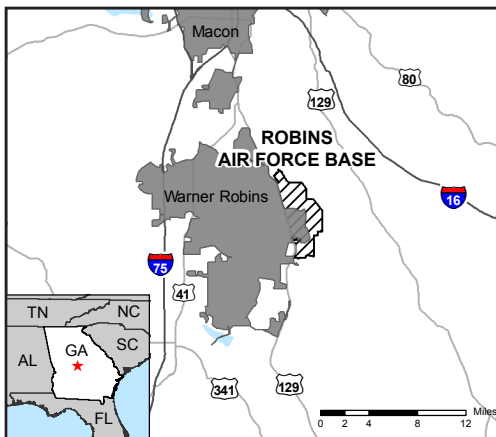 Macon
80
129
ROBINS
AIR FORCE BASE
Warner Robins
16
75
41
TN
NC
SC
AL
GA
FL
341
129
Miles
0 2 4 8 12